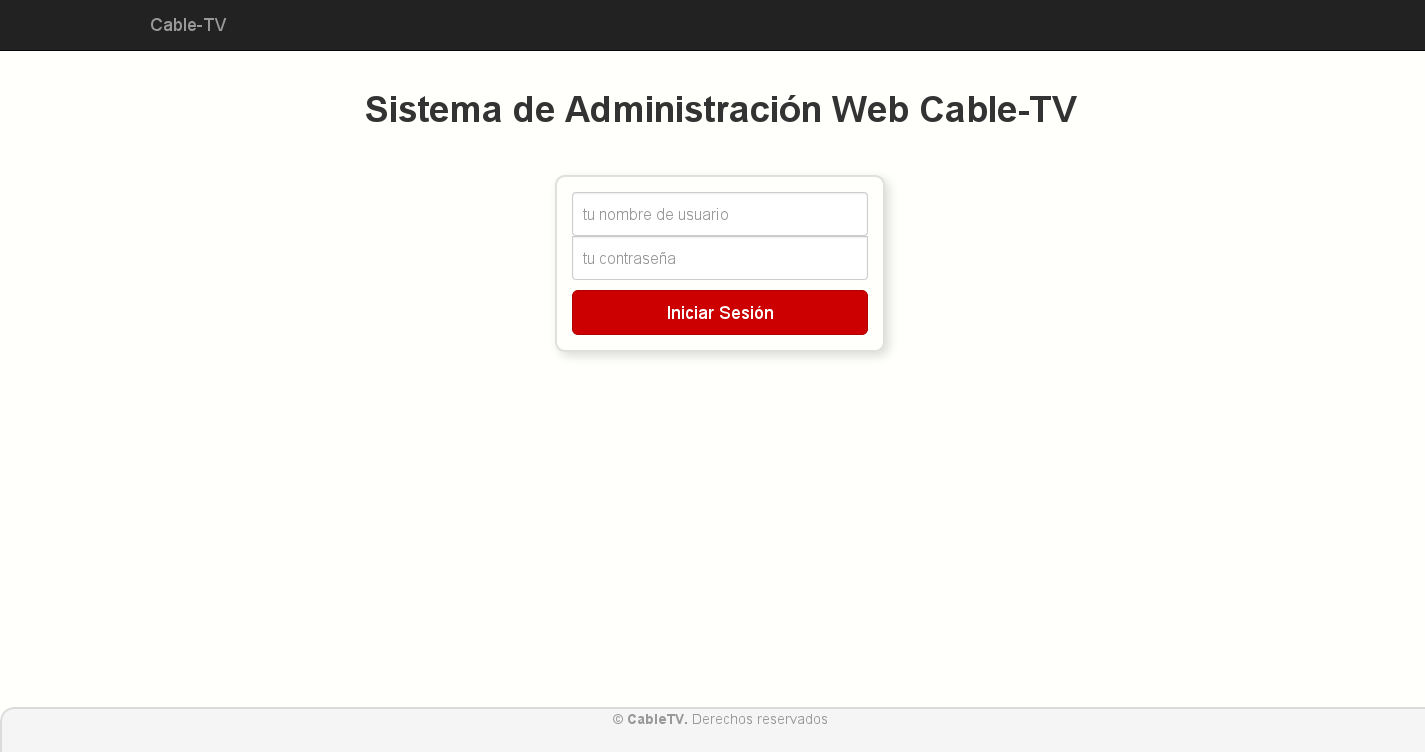 Cable-TV
Sistema de Administración Web Cable-TV
tu nombre de usuario
tu contraseña
Iniciar Sesión
© CableTV. Derechos reservados